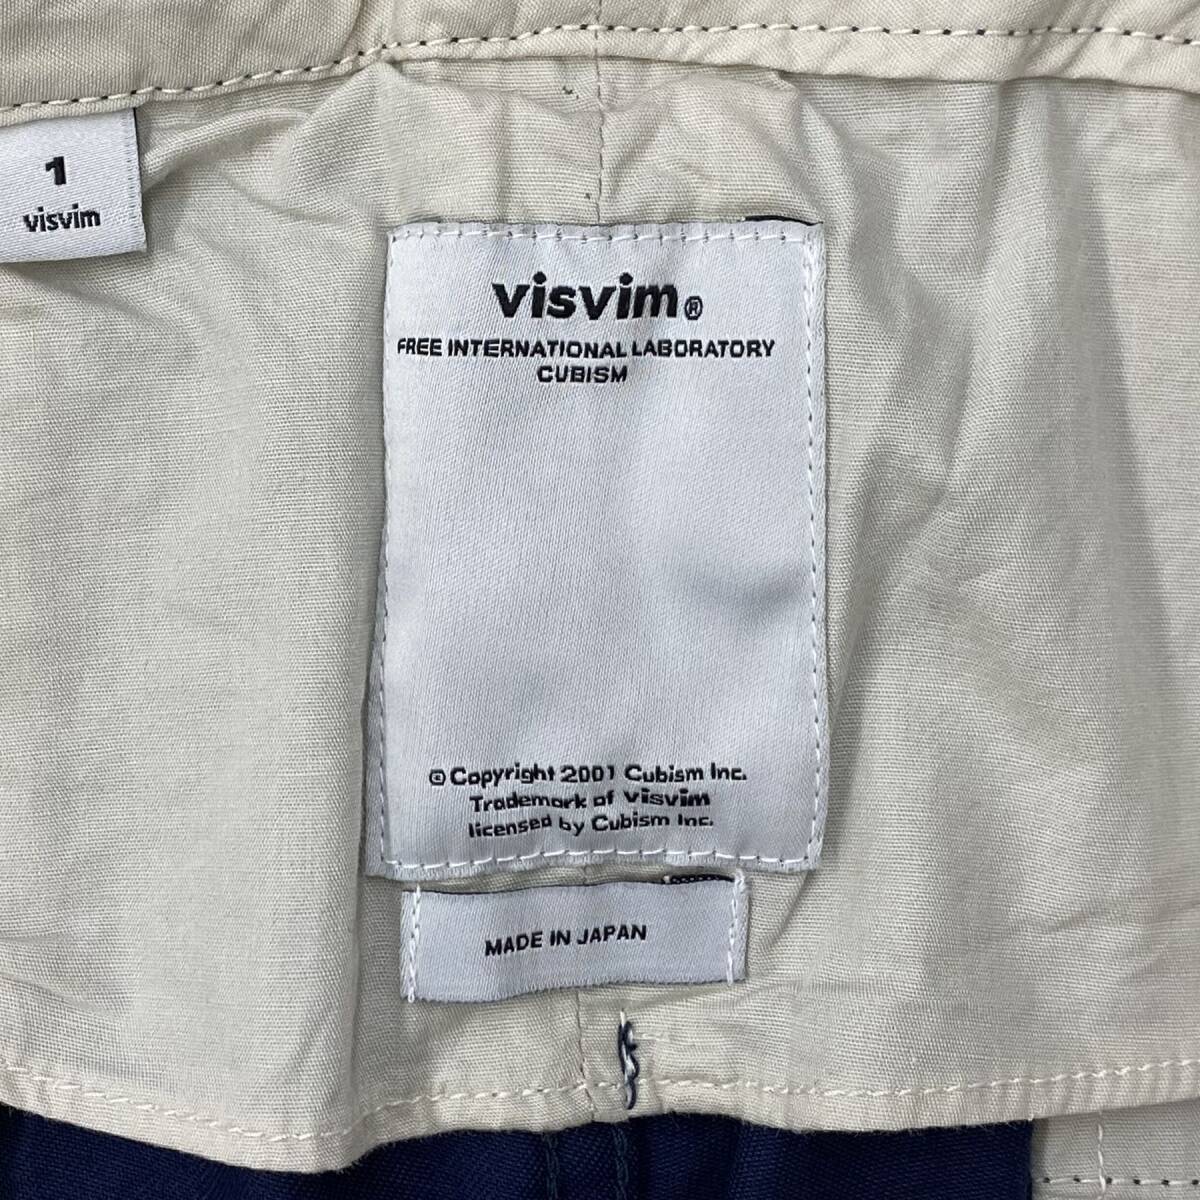 1
visvim
visvim®
FREE INTERNATIONAL LABORATORY
CUBISM
© Copyright 2001 Cubism Inc.
Trademark of visvim
licensed by Cubism Inc.
MADE IN JAPAN